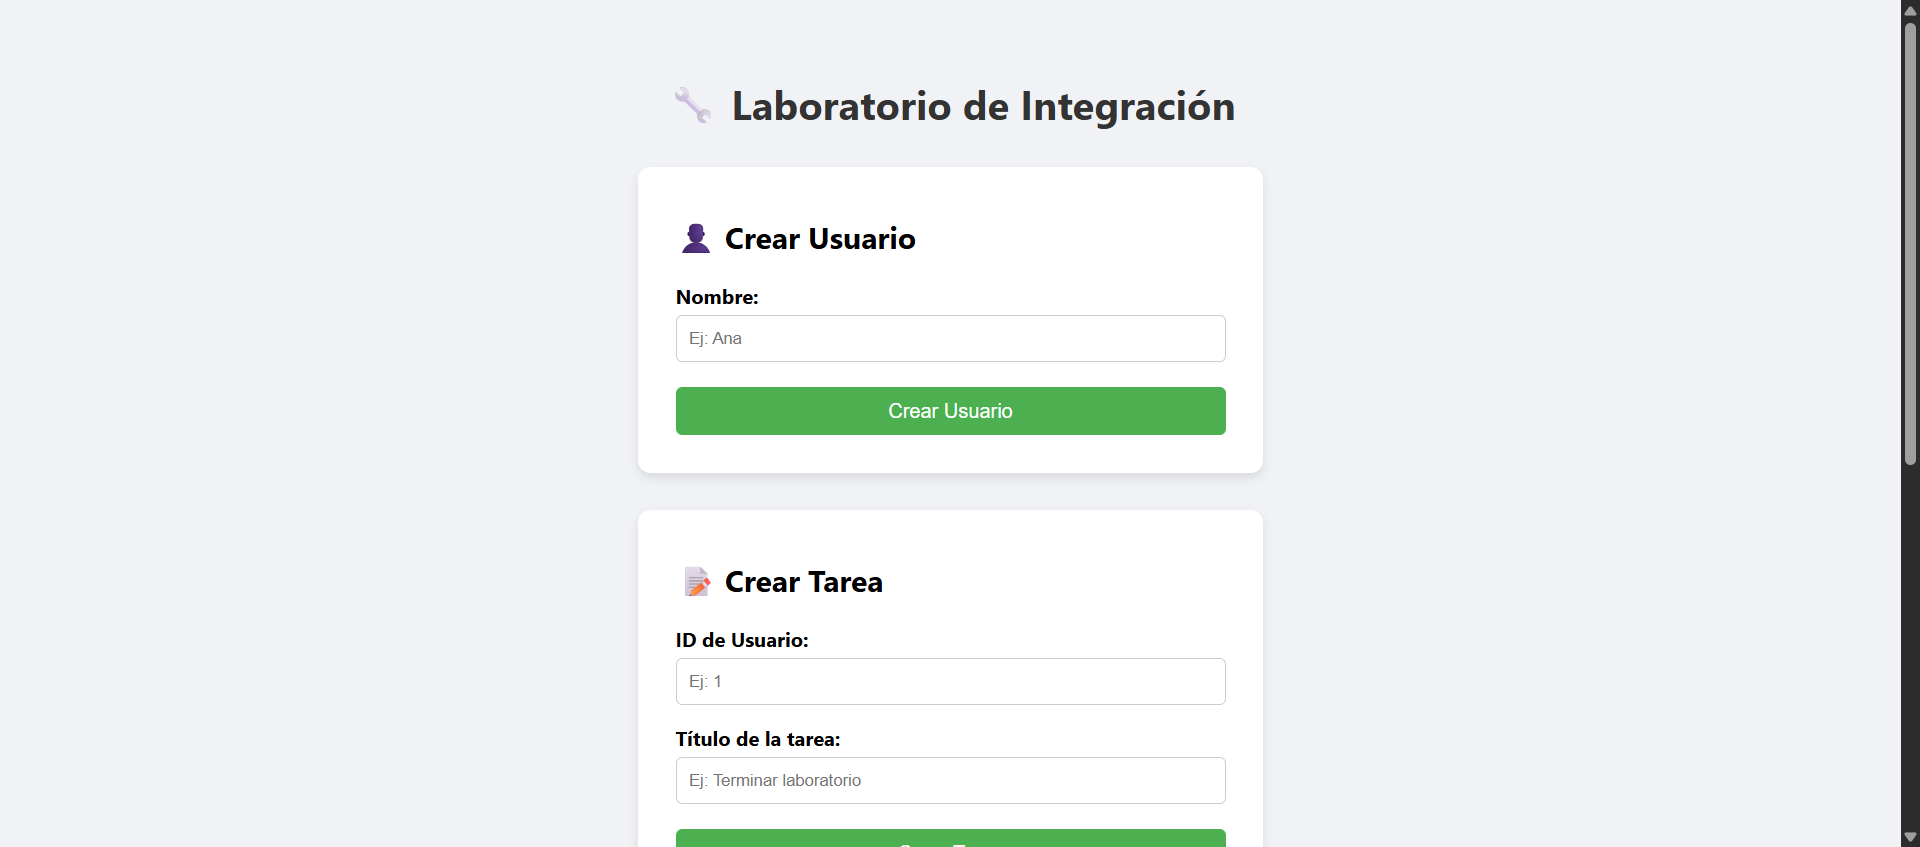 Laboratorio de Integración
Crear Usuario
Nombre:
Ej: Ana
Crear Usuario
Crear Tarea
ID de Usuario:
Ej: 1
Título de la tarea:
Ej: Terminar laboratorio